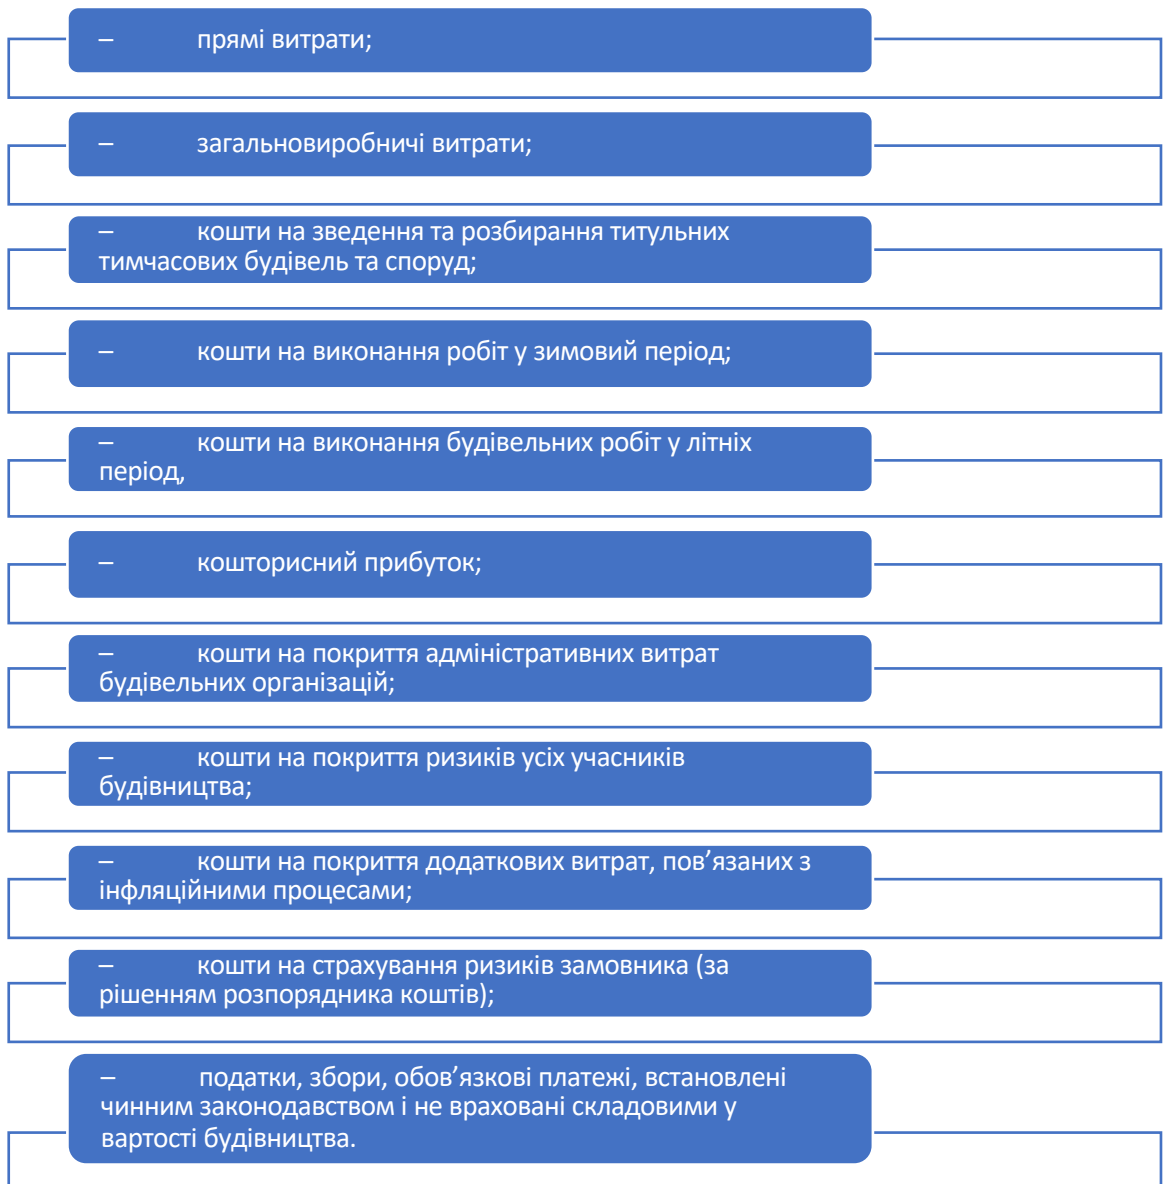 – прямі витрати;
– загальновиробничі витрати;
– кошти на зведення та розбирання титульних
тимчасових будівель та споруд;
– кошти на виконання робіт у зимовий період;
– кошти на виконання будівельних робіт у літніх
період,
– кошторисний прибуток;
– кошти на покриття адміністративних витрат
будівельних організацій;
– кошти на покриття ризиків усіх учасників
будівництва;
– кошти на покриття додаткових витрат, пов’язаних з
інфляційними процесами;
– кошти на страхування ризиків замовника (за
рішенням розпорядника коштів);
– податки, збори, обов’язкові платежі, встановлені
чинним законодавством і не враховані складовими у
вартості будівництва.